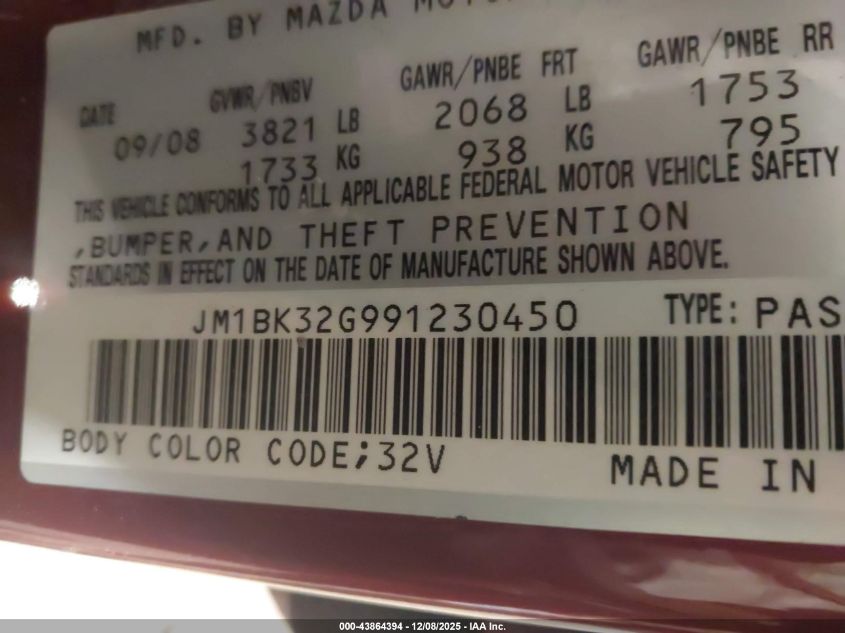 MFD. BY MAZDA
DATE GVWR/PNBV GAWR/PNBE FRT GAWR/PNBE RR
09/08 3821 LB 2068 LB 1753
1733 KG 938 KG 795
THIS VEHICLE CONFORMS TO ALL APPLICABLE FEDERAL MOTOR VEHICLE SAFETY
,BUMPER,AND THEFT PREVENTION
STANDARDS IN EFFECT ON THE DATE OF MANUFACTURE SHOWN ABOVE.
JM1BK32G991230450 TYPE: PAS
BODY COLOR CODE;32V MADE IN
000-43864394 - 12/08/2025 - IAA Inc.